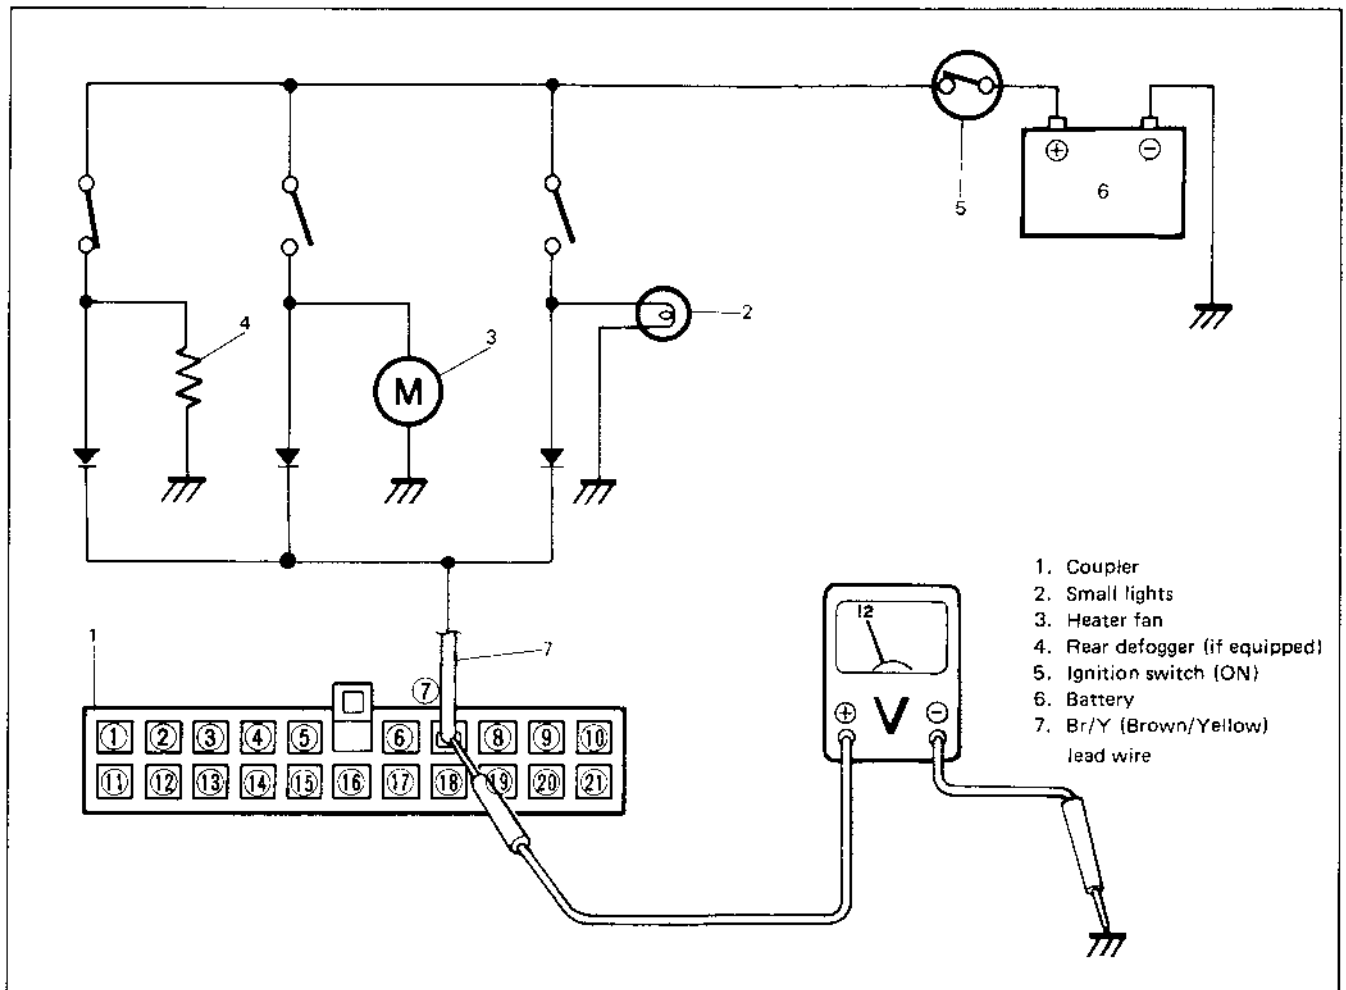 5
⊕ ⊖
6
4
3
2
M
1
7
⑦
① ② ③ ④ ⑤ ⑥ ⑧ ⑨ ⑩
⑪ ⑫ ⑬ ⑭ ⑮ ⑯ ⑰ ⑱ ⑲ ⑳ ㉑
12
⊕ V ⊖
1. Coupler
2. Small lights
3. Heater fan
4. Rear defogger (if equipped)
5. Ignition switch (ON)
6. Battery
7. Br/Y (Brown/Yellow)
lead wire